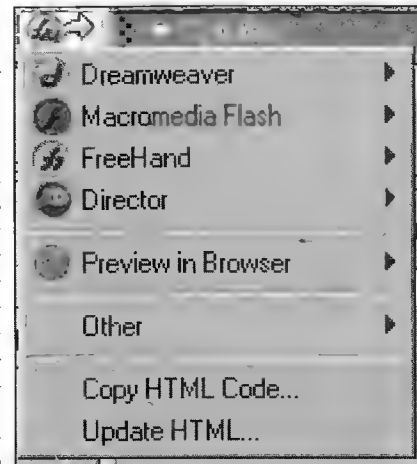 Dreamweaver
Macromedia Flash
FreeHand
Director
Preview in Browser
Other
Copy HTML Code...
Update HTML...